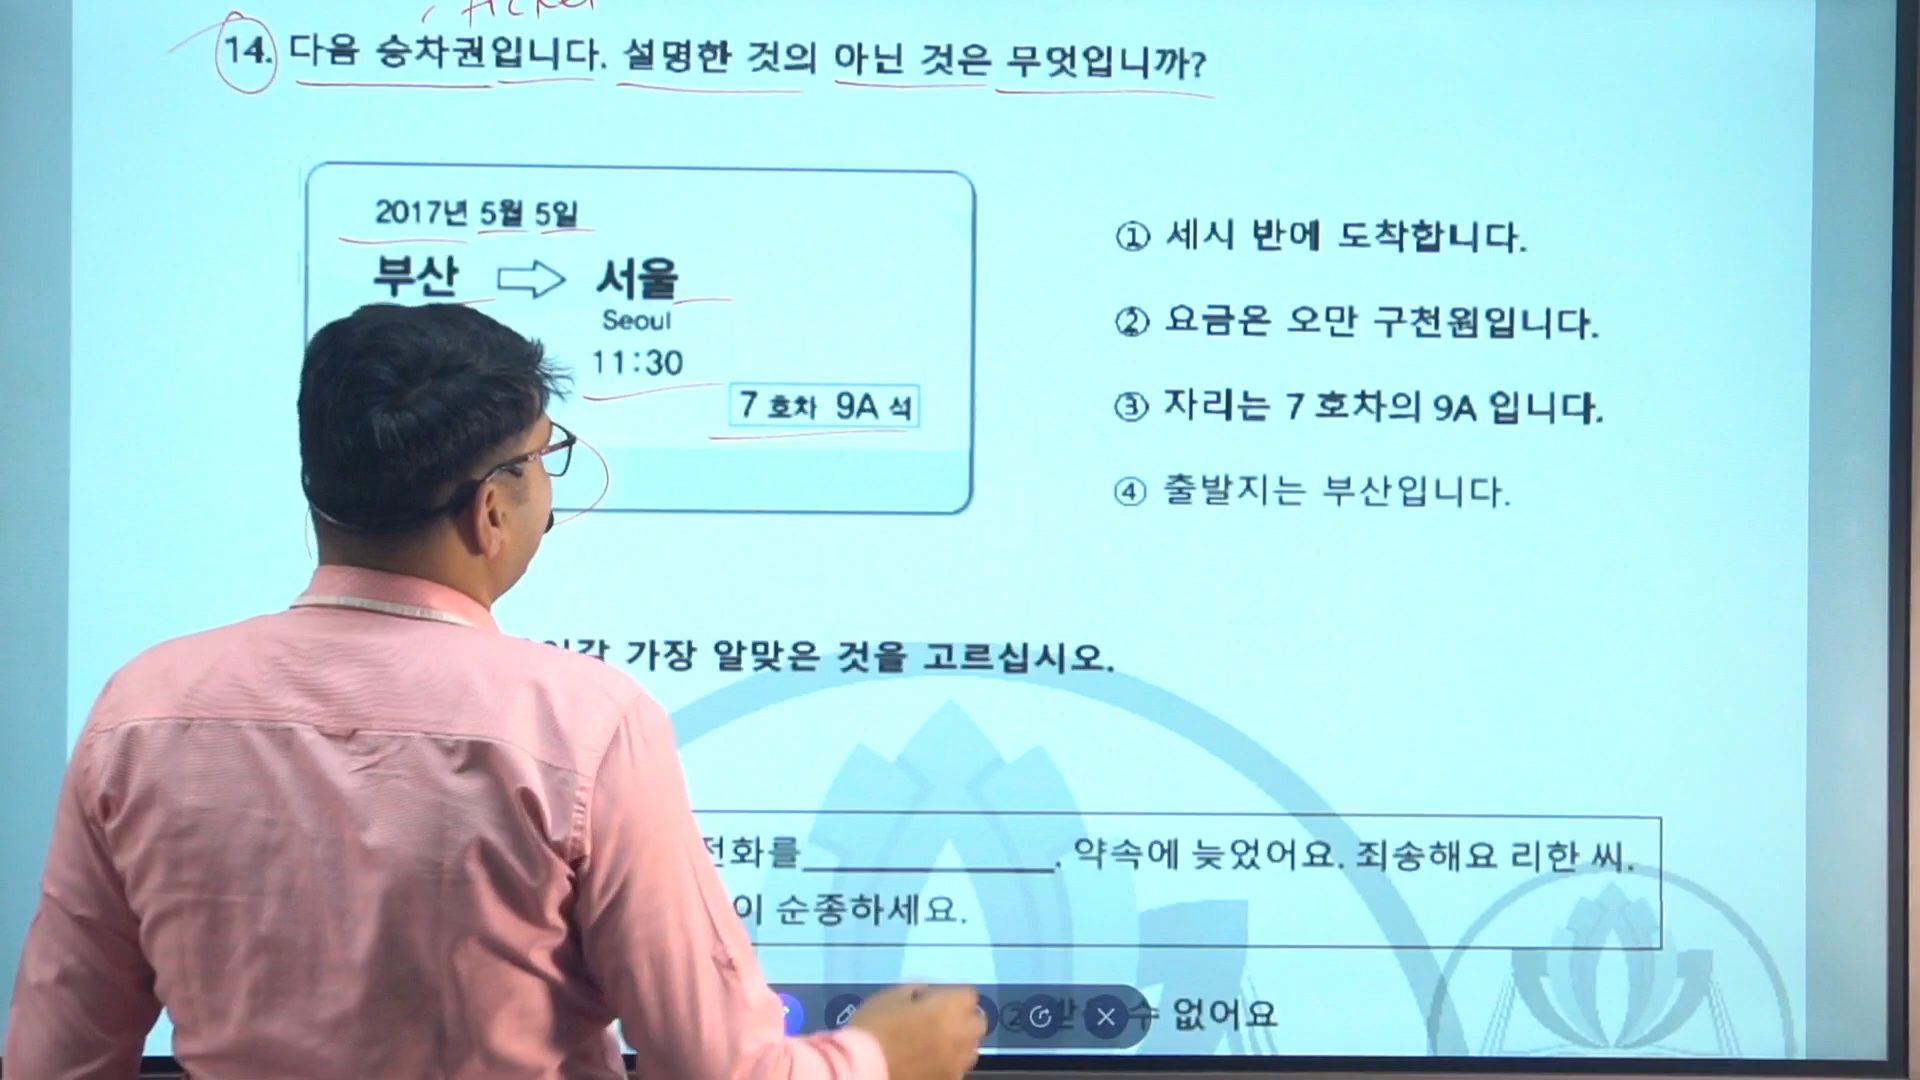 ticket
14. 다음 승차권입니다. 설명한 것의 아닌 것은 무엇입니까?
2017년 5월 5일
부산 서울
Seoul
11:30
7 호차 9A 석
① 세시 반에 도착합니다.
② 요금은 오만 구천원입니다.
③ 자리는 7 호차의 9A 입니다.
④ 출발지는 부산입니다.
가장 알맞은 것을 고르십시오.
전화를 . 약속에 늦었어요. 죄송해요 리한 씨.
이 순종하세요.
② 수 없어요